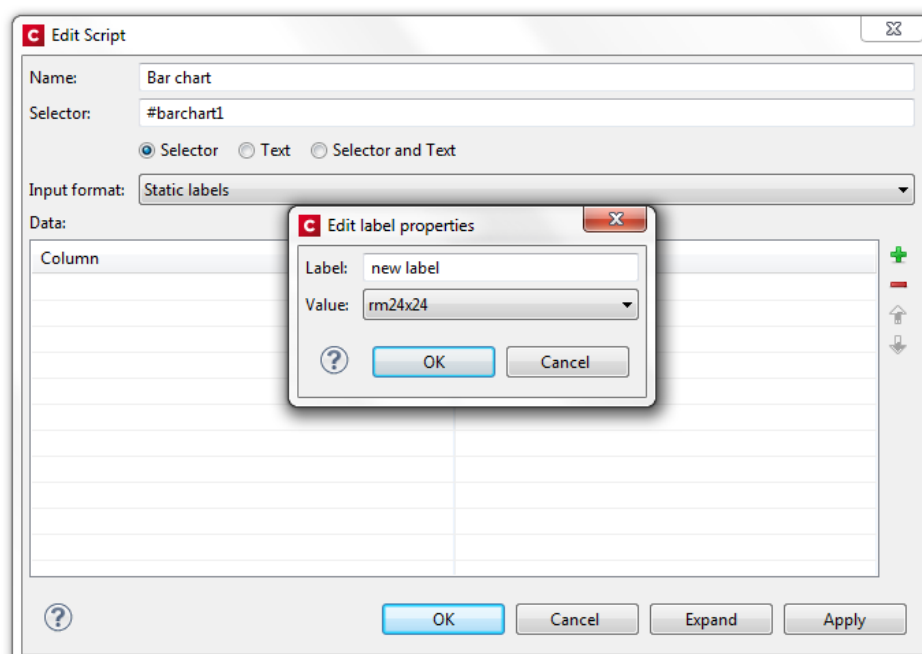 C Edit Script
Name: Bar chart
Selector: #barchart1
Selector Text Selector and Text
Input format: Static labels
Data:
Column
C Edit label properties
Label: new label
Value: rm24x24
? OK Cancel
? OK Cancel Expand Apply